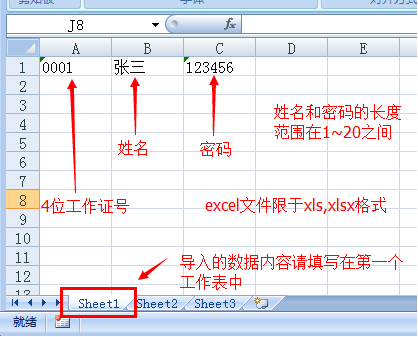 J8
fx
A B C D E
1 0001 张三 123456
2
3 姓名和密码的长度
范围在1~20之间
4
5 姓名 密码
6
7
8 4位工作证号 excel文件限于xls,xlsx格式
9
10
11 导入的数据内容请填写在第一个
工作表中
12
Sheet1 Sheet2 Sheet3
就绪